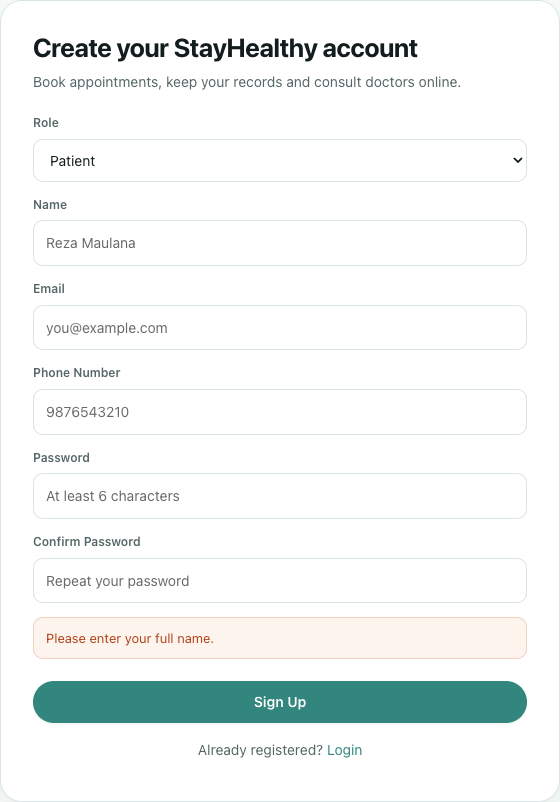 Create your StayHealthy account
Book appointments, keep your records and consult doctors online.
Role
Patient
Name
Reza Maulana
Email
you@example.com
Phone Number
9876543210
Password
At least 6 characters
Confirm Password
Repeat your password
Please enter your full name.
Sign Up
Already registered? Login